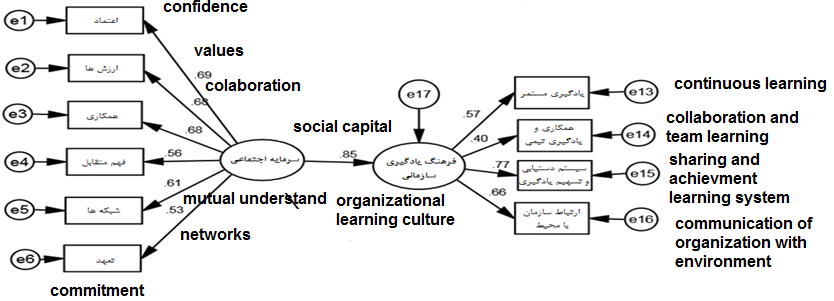 confidence
e1
اعتماد
values
.69
e2
ارزش ها
colaboration
.68
e3
همکاری
.68
e4
فهم متقابل
.56
سرمایه اجتماعی
e5
شبکه ها
.61
mutual understand
.53
networks
e6
تعهد
commitment
social capital
.85
e17
فرهنگ یادگیری
سازمانی
organizational
learning culture
.57
یادگیری مستمر
e13
continuous learning
.40
همکاری و
یادگیری تیمی
e14
collaboration and
team learning
.77
سیستم دستیابی
و تسهیم یادگیری
e15
sharing and
achievment
learning system
.66
ارتباط سازمان
با محیط
e16
communication of
organization with
environment